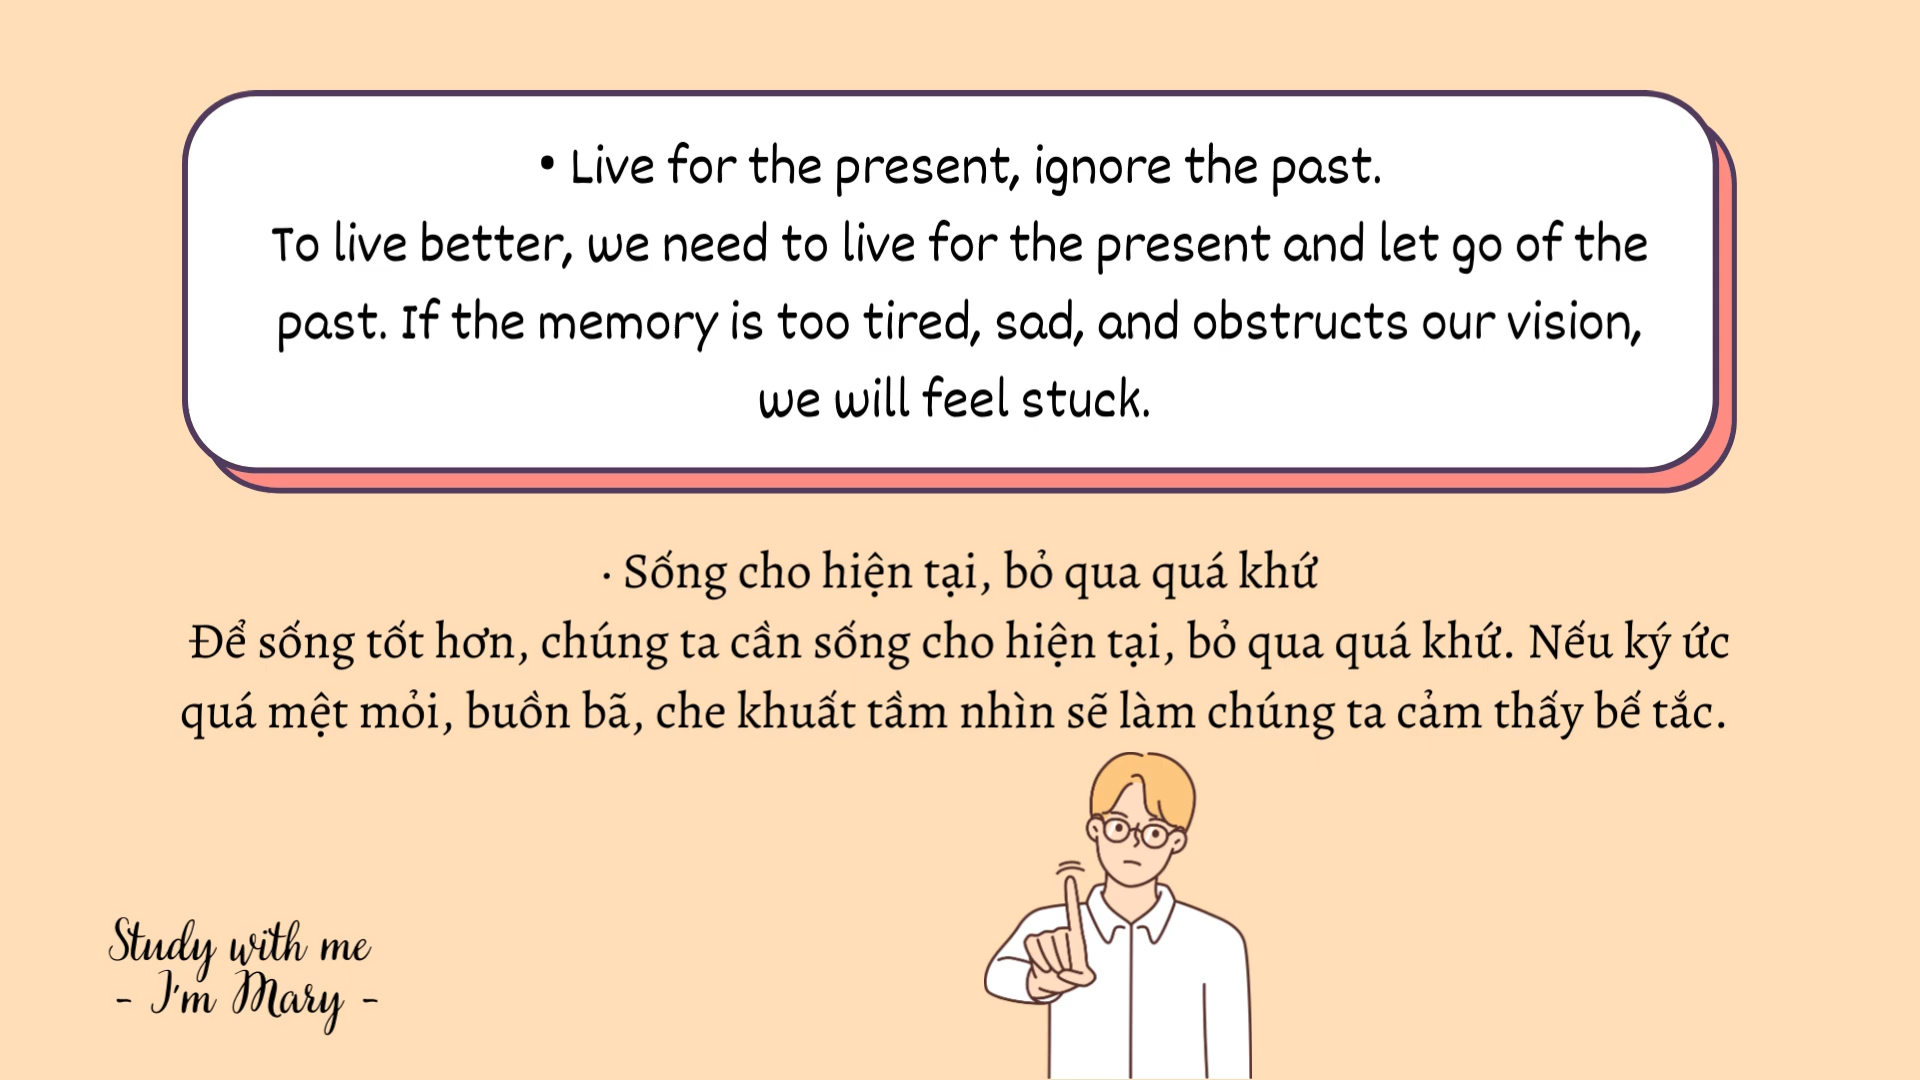 • Live for the present, ignore the past.
To live better, we need to live for the present and let go of the
past. If the memory is too tired, sad, and obstructs our vision,
we will feel stuck.
· Sống cho hiện tại, bỏ qua quá khứ
Để sống tốt hơn, chúng ta cần sống cho hiện tại, bỏ qua quá khứ. Nếu ký ức
quá mệt mỏi, buồn bã, che khuất tầm nhìn sẽ làm chúng ta cảm thấy bế tắc.
Study with me
- I'm Mary -